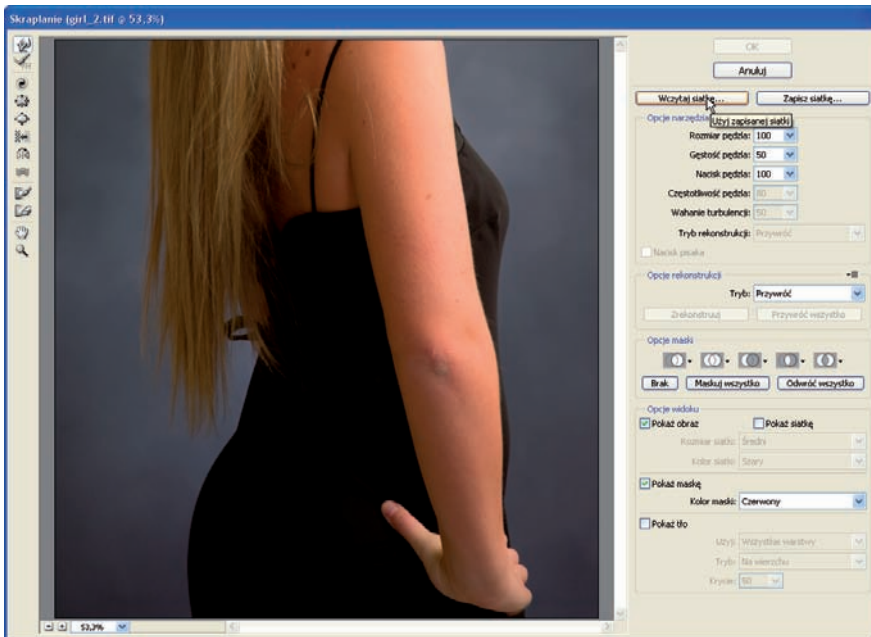 Skraplanie (girl_2.tif @ 53,3%)
OK
Anuluj
Wczytaj siatkę...
Zapisz siatkę...
Użyj zapisanej siatki
Opcje narzędzia
Rozmiar pędzla: 100
Gęstość pędzla: 50
Nacisk pędzla: 100
Częstotliwość pędzla: 80
Wahanie turbulencji: 50
Tryb rekonstrukcji: Przywróć
Nacisk pisaka
Opcje rekonstrukcji
Tryb: Przywróć
Zrekonstruuj
Przywróć wszystko
Opcje maski
Brak
Maskuj wszystko
Odwróć wszystko
Opcje widoku
Pokaż obraz
Pokaż siatkę
Rozmiar siatki: Średni
Kolor siatki: Szary
Pokaż maskę
Kolor maski: Czerwony
Pokaż tło
Użyj: Wszystkie warstwy
Tryb: Na wierzchu
Krycie: 50
53,3%